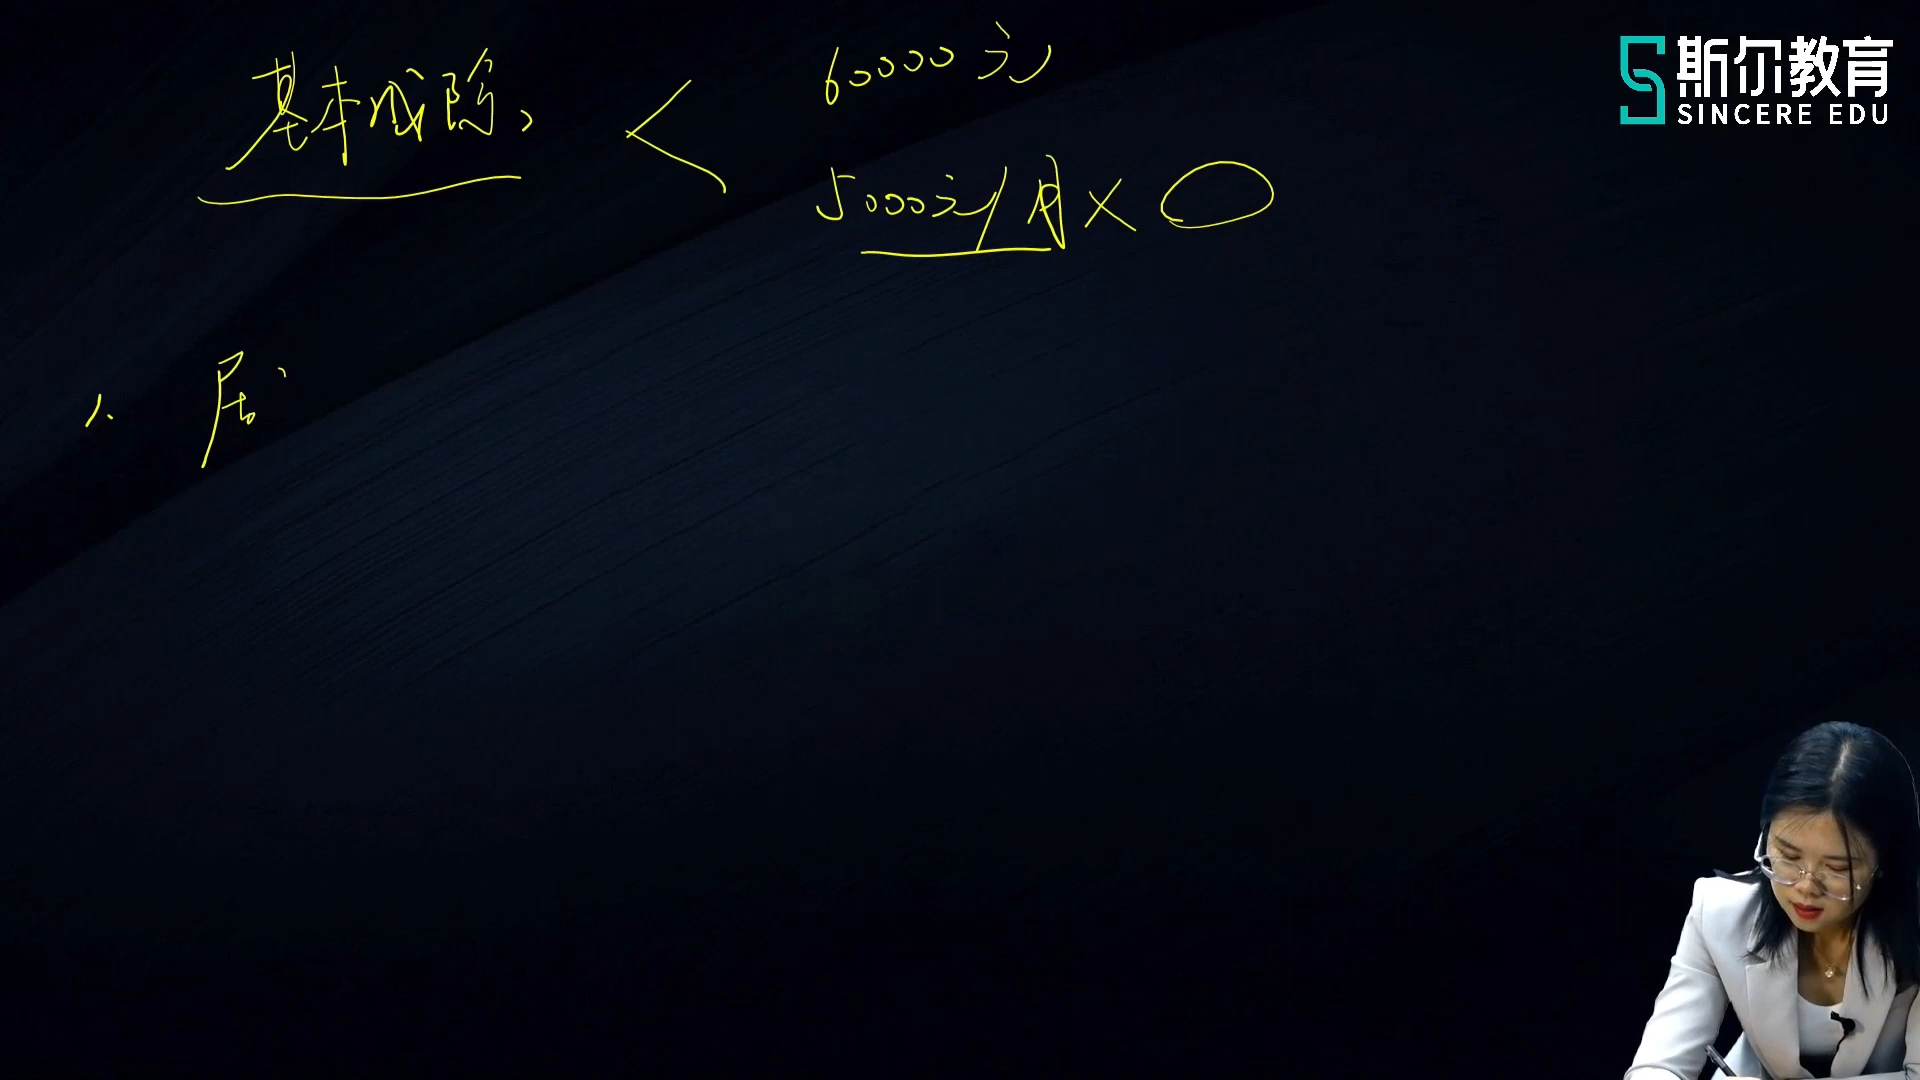 斯尔教育
SINCERE EDU
基本减除,
60000元
5000元/月×
1. 居